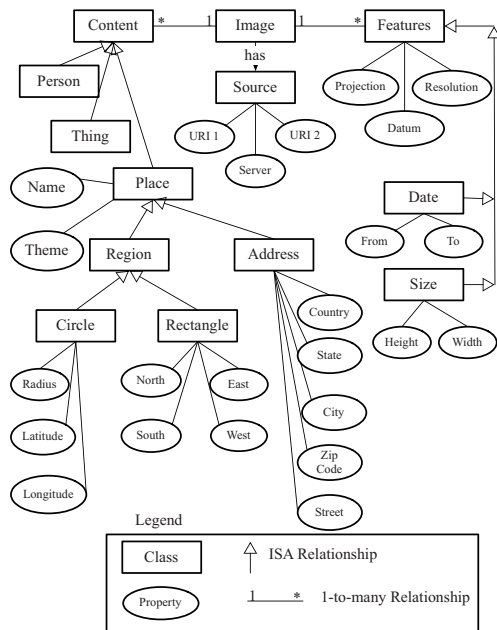 Content
*
1
Image
1
*
Features
has
Person
Source
Projection
Resolution
Thing
URI 1
URI 2
Datum
Server
Name
Place
Date
Theme
From
To
Region
Address
Size
Country
Circle
Rectangle
State
Height
Width
Radius
North
East
City
Latitude
South
West
Zip
Code
Longitude
Street
Legend
Class
ISA Relationship
Property
1
*
1-to-many Relationship